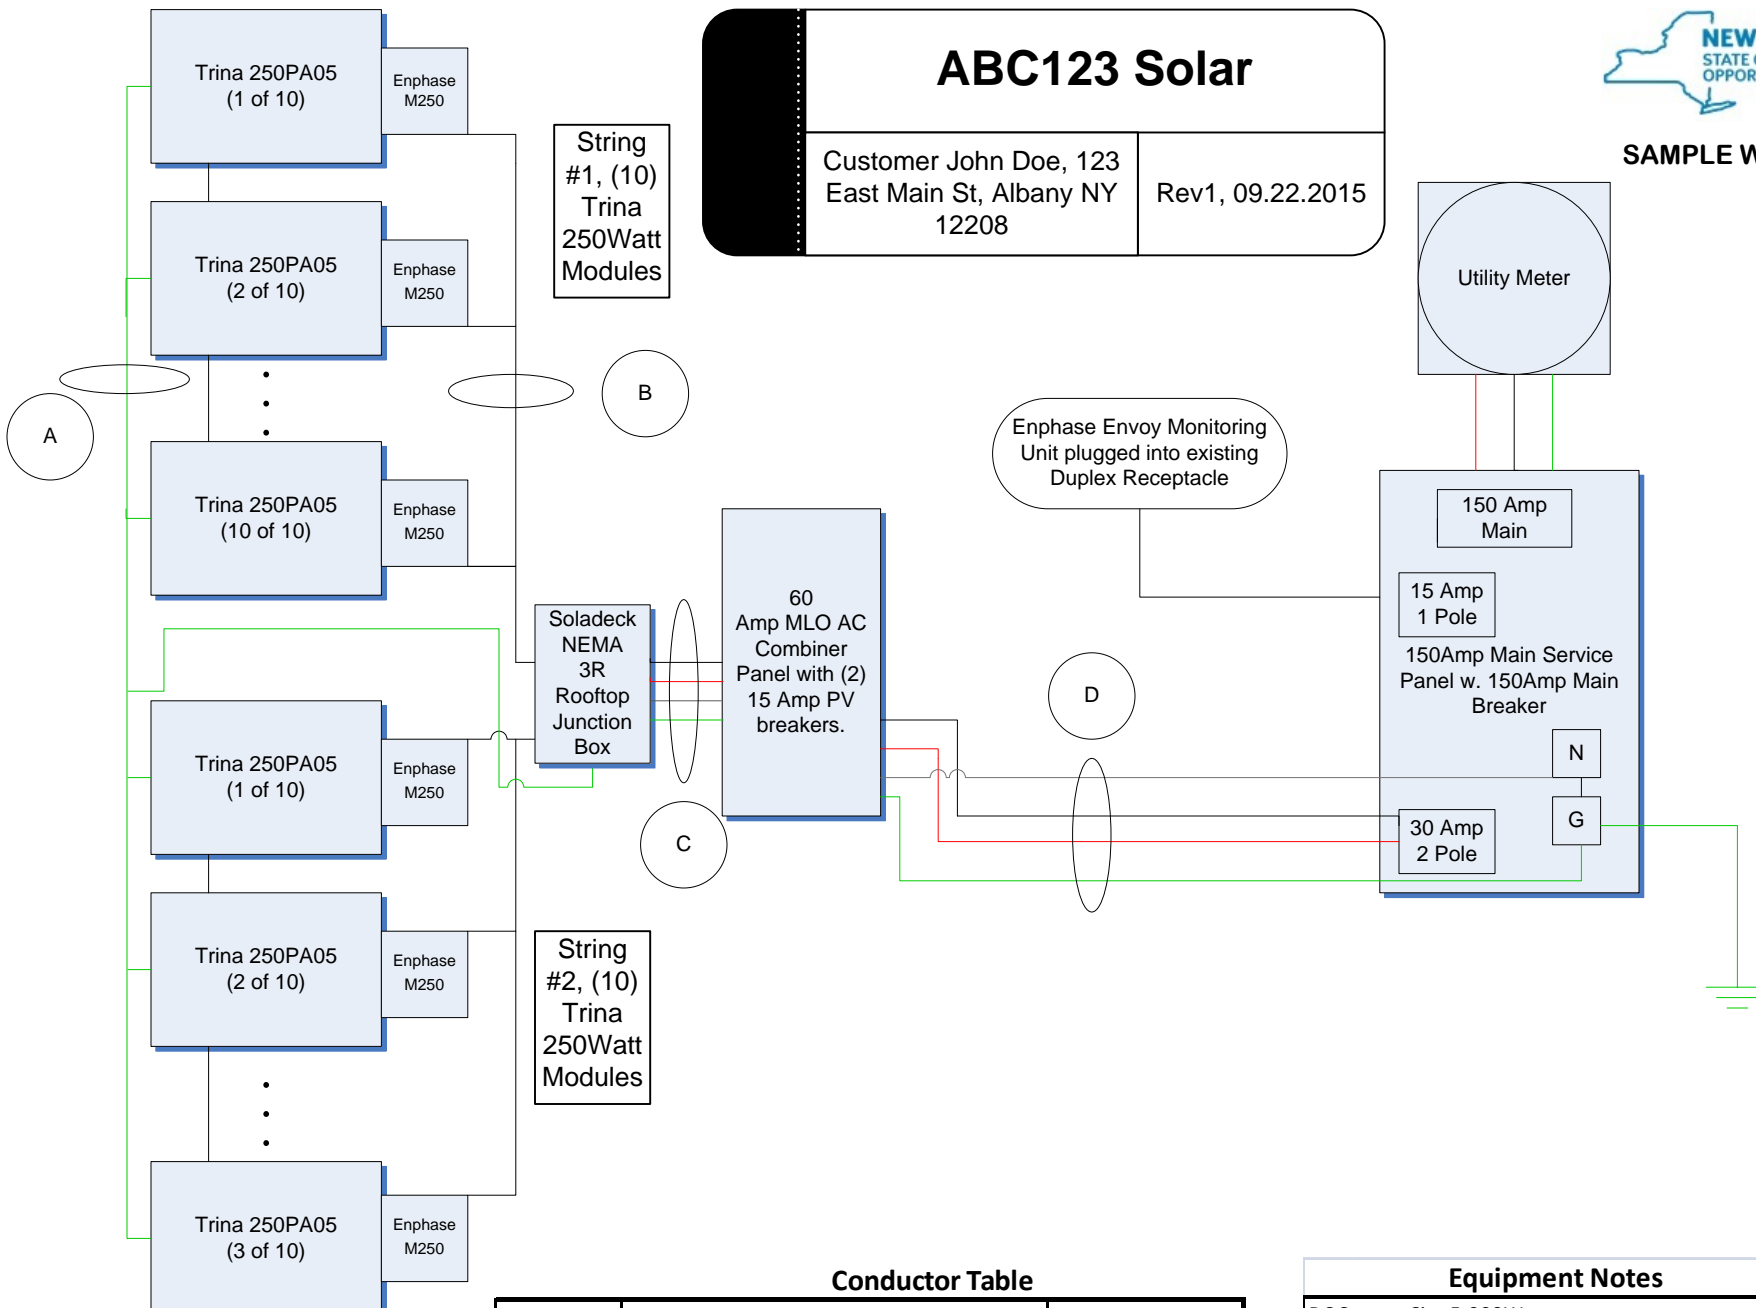 ABC123 Solar
Customer John Doe, 123
East Main St, Albany NY
12208
Rev1, 09.22.2015
NEW
STATE
OPPOR
SAMPLE W
Trina 250PA05
(1 of 10)
Enphase
M250
Trina 250PA05
(2 of 10)
Enphase
M250
Trina 250PA05
(10 of 10)
Enphase
M250
String
#1, (10)
Trina
250Watt
Modules
A
B
Utility Meter
Enphase Envoy Monitoring
Unit plugged into existing
Duplex Receptacle
150 Amp
Main
15 Amp
1 Pole
150Amp Main Service
Panel w. 150Amp Main
Breaker
N
G
30 Amp
2 Pole
Soladeck
NEMA
3R
Rooftop
Junction
Box
60
Amp MLO AC
Combiner
Panel with (2)
15 Amp PV
breakers.
C
D
Trina 250PA05
(1 of 10)
Enphase
M250
Trina 250PA05
(2 of 10)
Enphase
M250
Trina 250PA05
(3 of 10)
Enphase
M250
String
#2, (10)
Trina
250Watt
Modules
Conductor Table
Equipment Notes